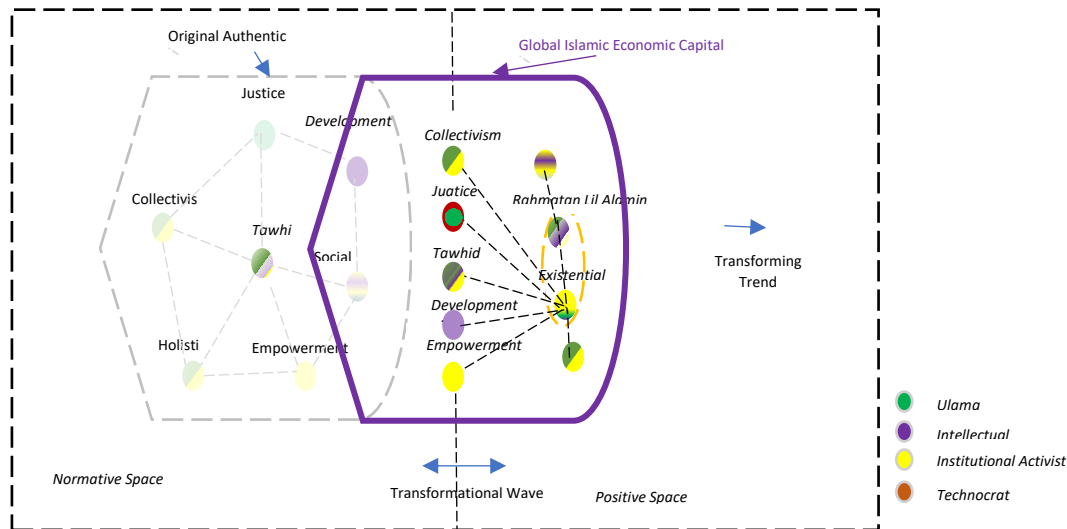 Original Authentic
Global Islamic Economic Capital
Justice
Development
Collectivism
Collectivis
Justice
Rahmatan Lil Alamin
Tawhi
Social
Tawhid
Existential
Development
Transforming
Trend
Holisti
Empowerment
Empowerment
Ulama
Intellectual
Institutional Activist
Technocrat
Normative Space
Transformational Wave
Positive Space